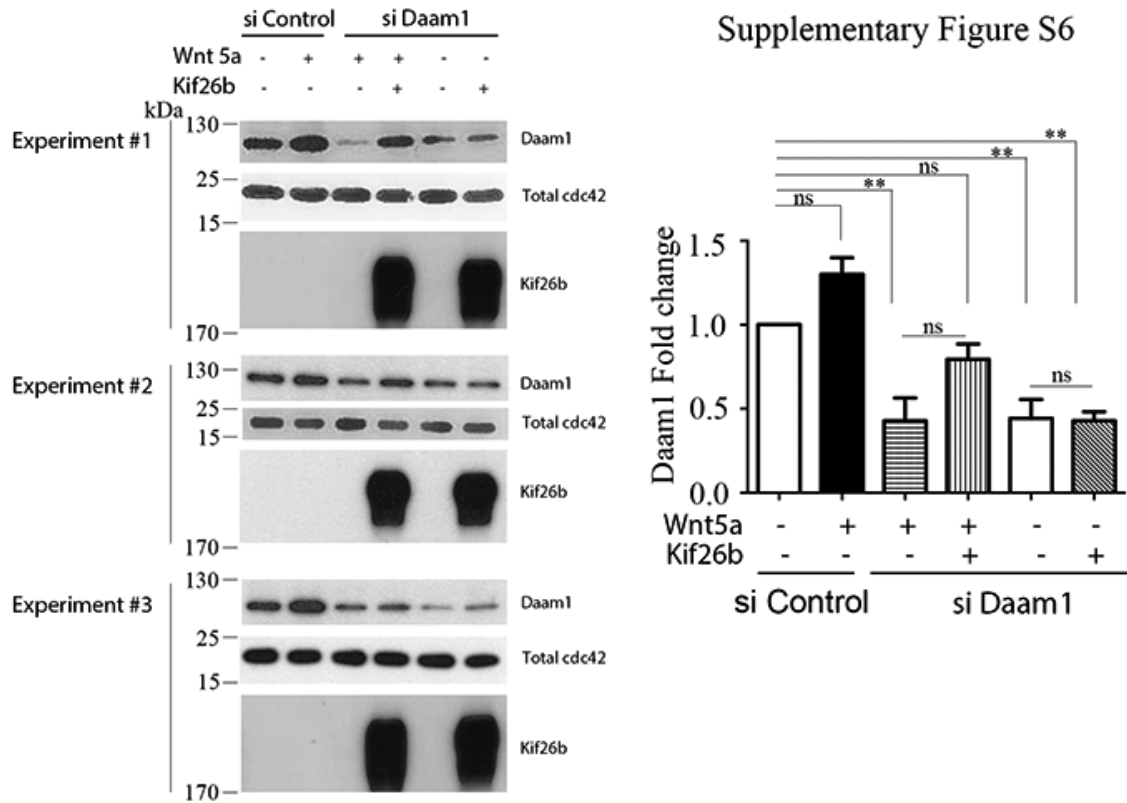 Supplementary Figure S6
si Control si Daam1
Wnt 5a - + + + - -
Kif26b - - - + - +
kDa
Experiment #1
130
Daam1
25
Total cdc42
15
Kif26b
170
Experiment #2
130
Daam1
25
Total cdc42
15
Kif26b
170
Experiment #3
130
Daam1
25
Total cdc42
15
Kif26b
170
**
**
ns
**
ns
Daam1 Fold change
1.5
1.0
0.5
0.0
ns
ns
Wnt5a - + + + - -
Kif26b - - - + - +
si Control si Daam1